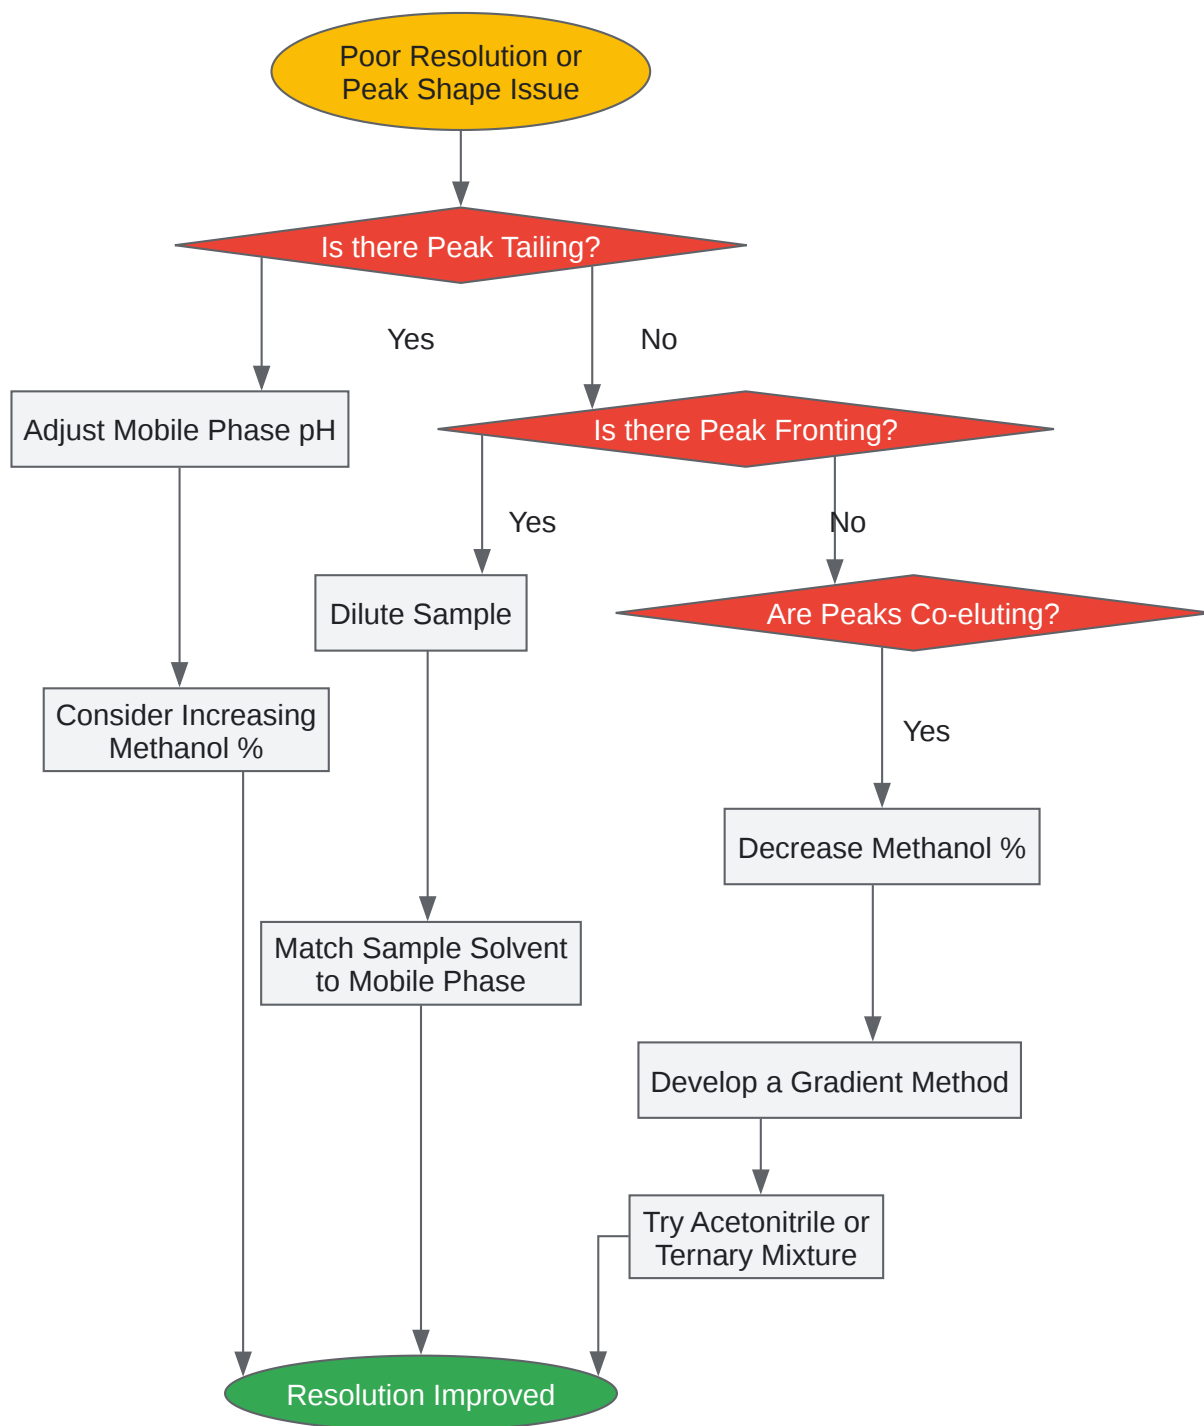 Poor Resolution or
Peak Shape Issue
Is there Peak Tailing?
Yes
No
Adjust Mobile Phase pH
Is there Peak Fronting?
Yes
No
Dilute Sample
Are Peaks Co-eluting?
Consider Increasing
Methanol %
Yes
Decrease Methanol %
Match Sample Solvent
to Mobile Phase
Develop a Gradient Method
Try Acetonitrile or
Ternary Mixture
Resolution Improved